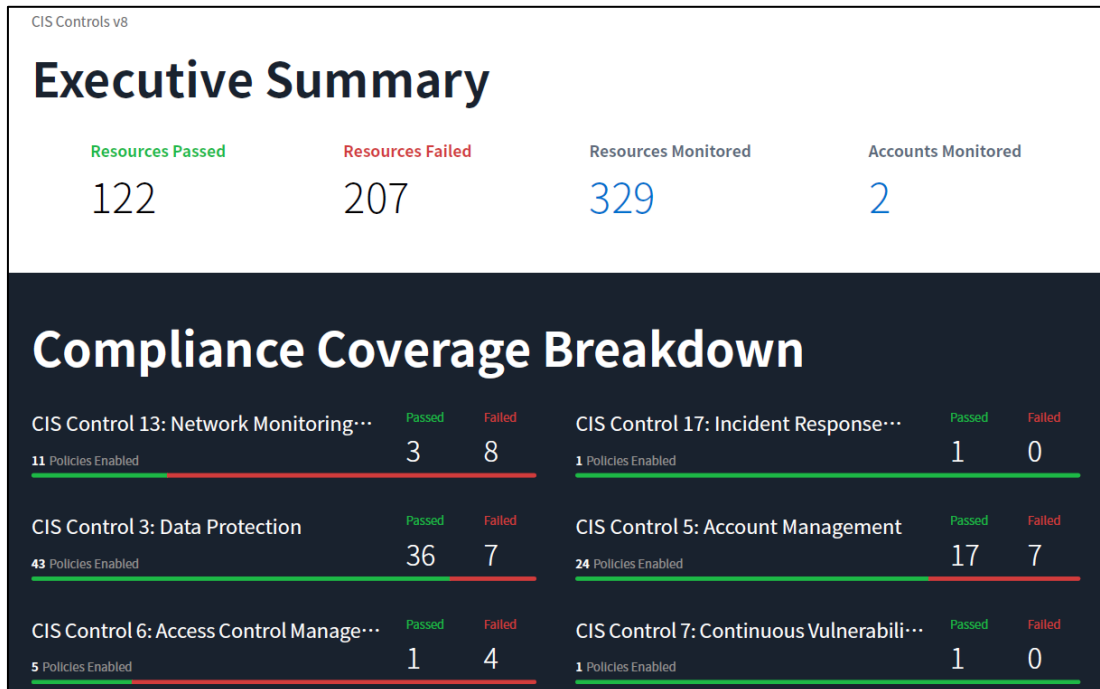 CIS Controls v8
Executive Summary
Resources Passed
122
Resources Failed
207
Resources Monitored
329
Accounts Monitored
2
Compliance Coverage Breakdown
CIS Control 13: Network Monitoring···
11 Policies Enabled
Passed
3
Failed
8
CIS Control 17: Incident Response···
1 Policies Enabled
Passed
1
Failed
0
CIS Control 3: Data Protection
43 Policies Enabled
Passed
36
Failed
7
CIS Control 5: Account Management
24 Policies Enabled
Passed
17
Failed
7
CIS Control 6: Access Control Manage···
5 Policies Enabled
Passed
1
Failed
4
CIS Control 7: Continuous Vulnerabili···
1 Policies Enabled
Passed
1
Failed
0